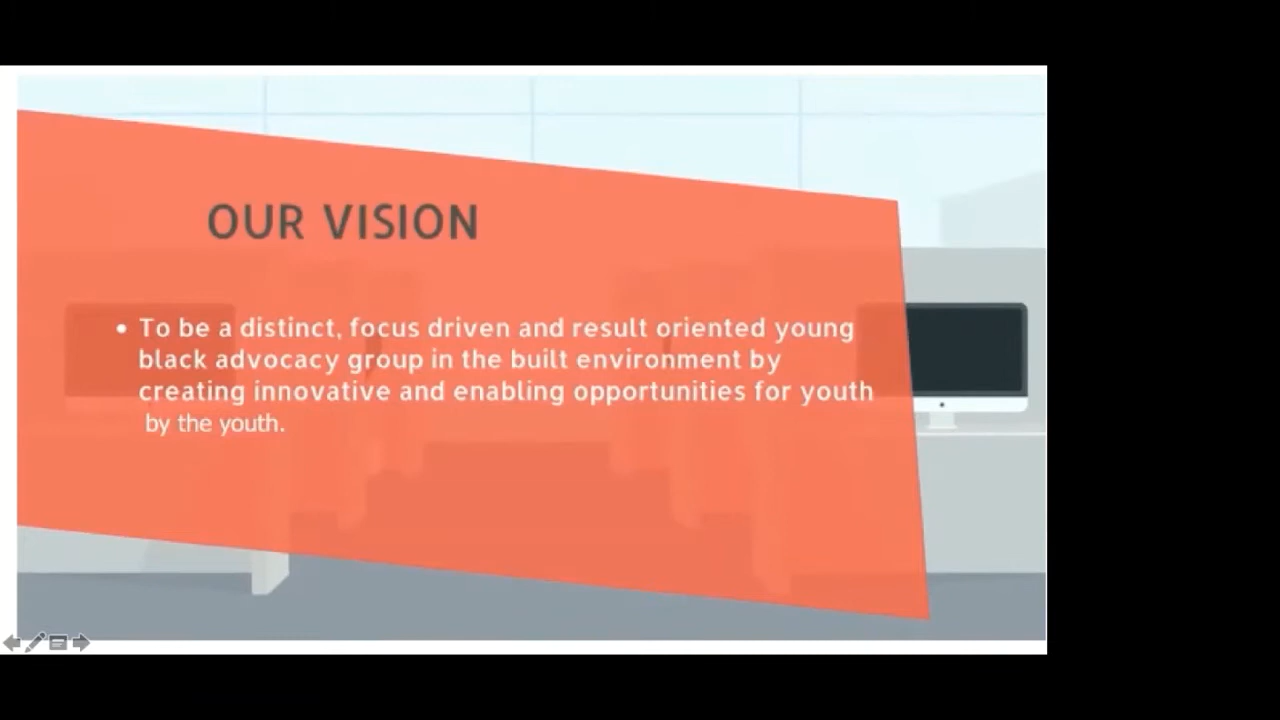 OUR VISION
• To be a distinct, focus driven and result oriented young
black advocacy group in the built environment by
creating innovative and enabling opportunities for youth
by the youth.